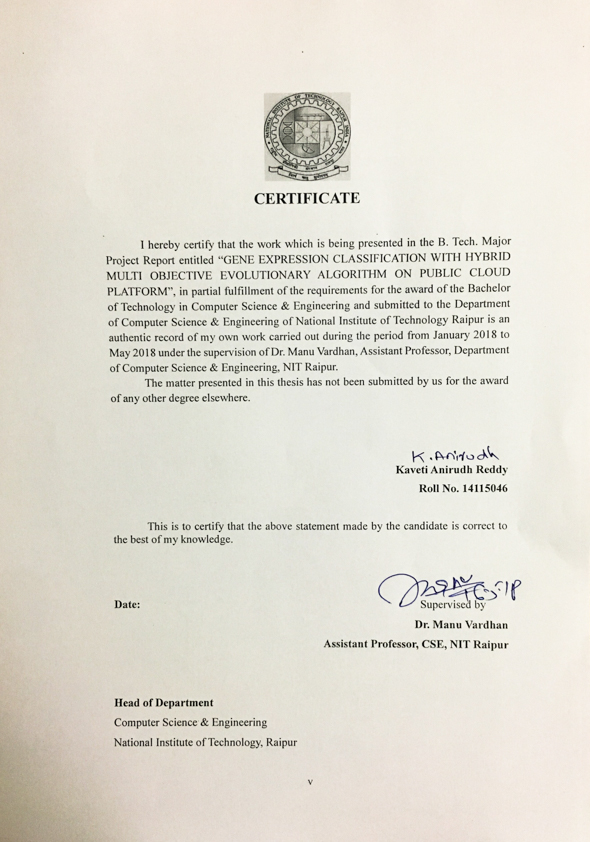 NATIONAL INSTITUTE OF TECHNOLOGY RAIPUR
CERTIFICATE
I hereby certify that the work which is being presented in the B. Tech. Major
Project Report entitled “GENE EXPRESSION CLASSIFICATION WITH HYBRID
MULTI OBJECTIVE EVOLUTIONARY ALGORITHM ON PUBLIC CLOUD
PLATFORM”, in partial fulfillment of the requirements for the award of the Bachelor
of Technology in Computer Science & Engineering and submitted to the Department
of Computer Science & Engineering of National Institute of Technology Raipur is an
authentic record of my own work carried out during the period from January 2018 to
May 2018 under the supervision of Dr. Manu Vardhan, Assistant Professor, Department
of Computer Science & Engineering, NIT Raipur.
The matter presented in this thesis has not been submitted by us for the award
of any other degree elsewhere.
K. Anirudh
Kaveti Anirudh Reddy
Roll No. 14115046
This is to certify that the above statement made by the candidate is correct to
the best of my knowledge.
Date:
Supervised by
Dr. Manu Vardhan
Assistant Professor, CSE, NIT Raipur
Head of Department
Computer Science & Engineering
National Institute of Technology, Raipur
v